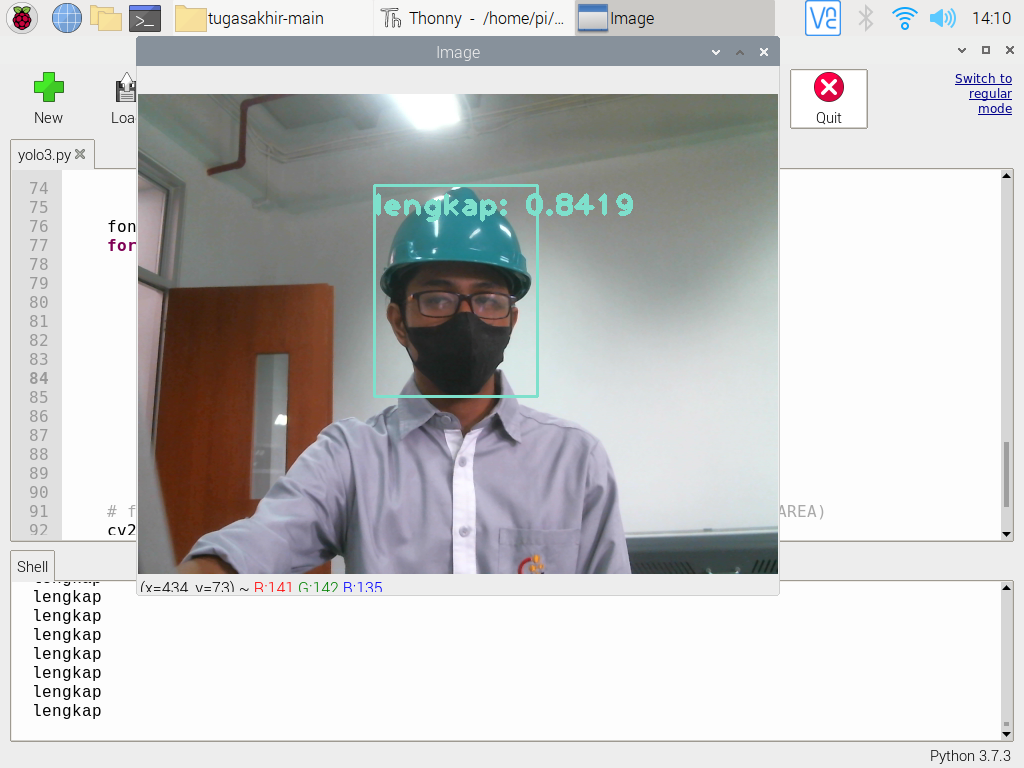 tugasakhir-main
Thonny - /home/pi/...
Image
VC
14:10
Image
New
Quit
Switch to
regular
mode
yolo3.py
74
75
76 fon
77 for
78
79
80
81
82
83
84
85
86
87
88
89
90
91 # f AREA)
92 cv2
lengkap: 0.8419
(x=434, y=73) ~ R:141 G:142 B:135
Shell
lengkap
lengkap
lengkap
lengkap
lengkap
lengkap
lengkap
lengkap
Python 3.7.3